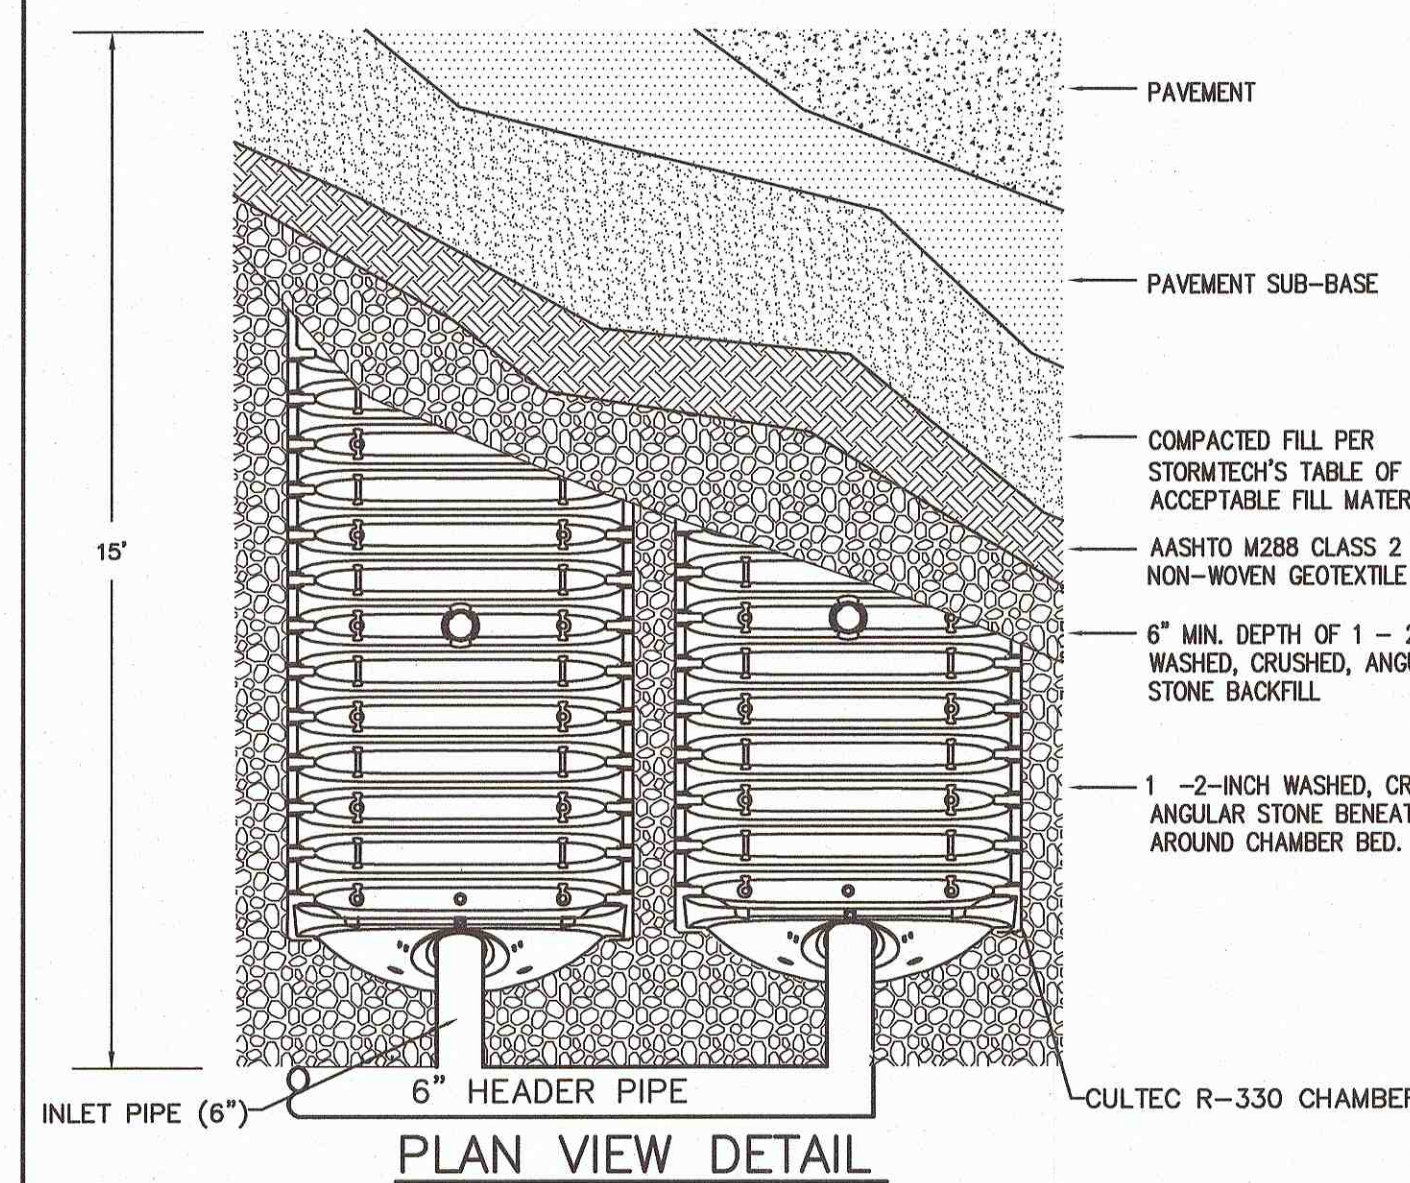 PAVEMENT
PAVEMENT SUB-BASE
COMPACTED FILL PER
STORMTECH'S TABLE OF
ACCEPTABLE FILL MATER
15'
AASHTO M288 CLASS 2
NON-WOVEN GEOTEXTILE
6" MIN. DEPTH OF 1 - 2
WASHED, CRUSHED, ANGU
STONE BACKFILL
1 -2-INCH WASHED, CR
ANGULAR STONE BENEAT
AROUND CHAMBER BED.
6" HEADER PIPE
INLET PIPE (6")
CULTEC R-330 CHAMBER
PLAN VIEW DETAIL